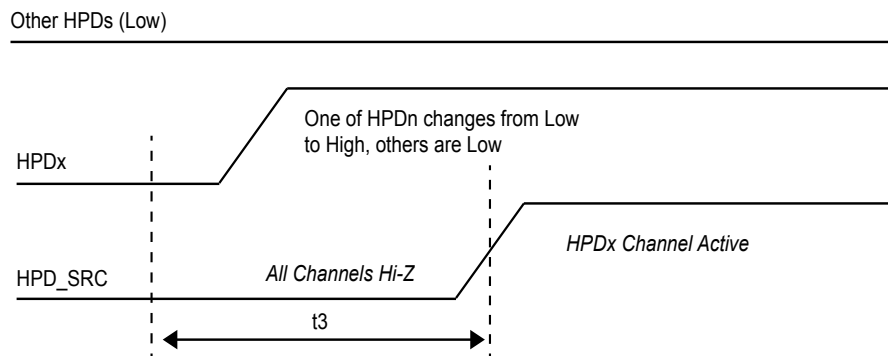 Other HPDs (Low)
One of HPDn changes from Low
to High, others are Low
HPDx
HPDx Channel Active
All Channels Hi-Z
HPD_SRC
t3